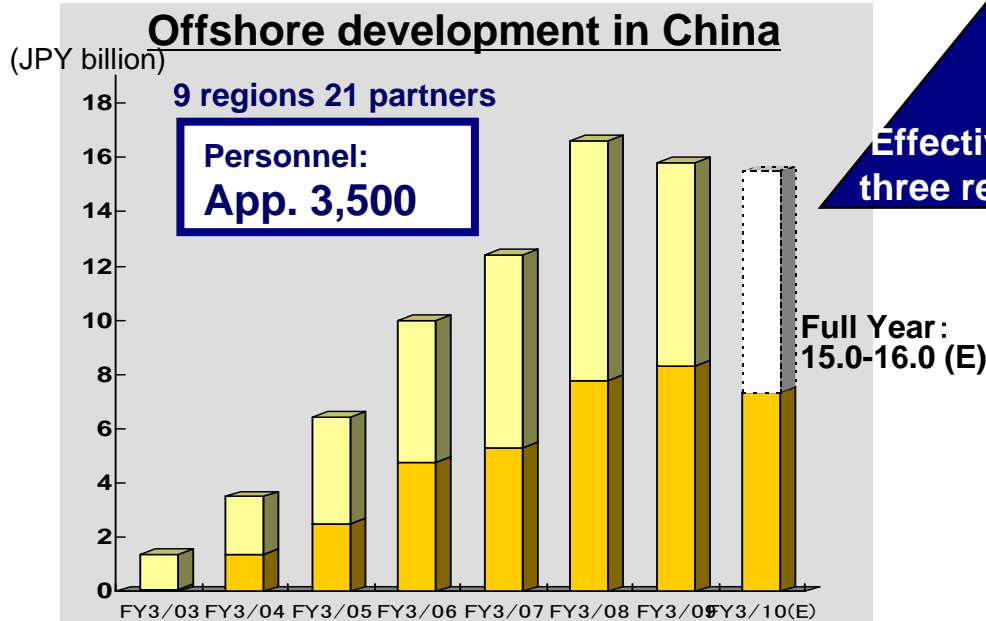 Offshore development in China
(JPY billion)
9 regions 21 partners
Personnel:
App. 3,500
Effectiv
three re
18
16
14
12
10
8
6
4
2
0
Full Year:
15.0-16.0 (E)
FY3/03 FY3/04 FY3/05 FY3/06 FY3/07 FY3/08 FY3/09 FY3/10(E)